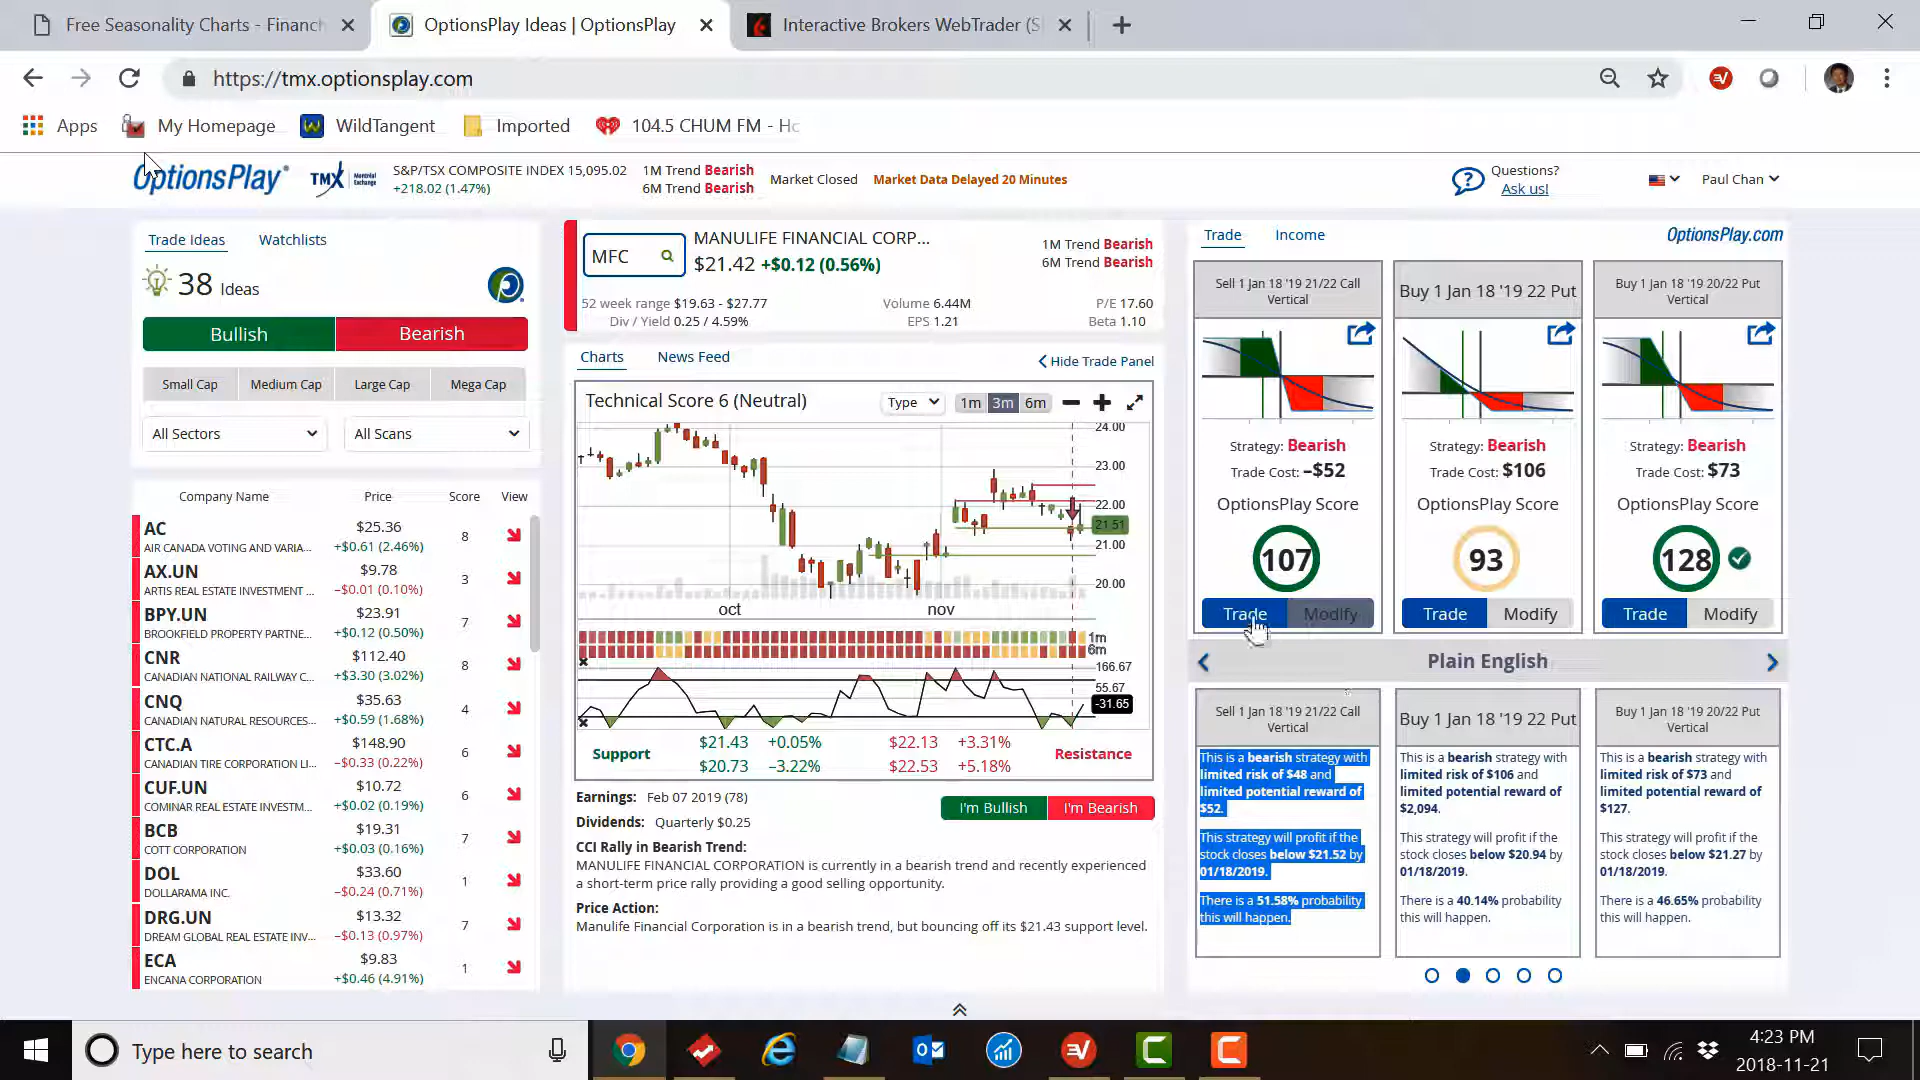 Free Seasonality Charts - Financh
OptionsPlay Ideas | OptionsPlay
Interactive Brokers WebTrader (S
https://tmx.optionsplay.com
Apps
My Homepage
WildTangent
Imported
104.5 CHUM FM - Ho
OptionsPlay
TMX Montréal Exchange
S&P/TSX COMPOSITE INDEX 15,095.02
+218.02 (1.47%)
1M Trend Bearish
6M Trend Bearish
Market Closed
Market Data Delayed 20 Minutes
Questions?
Ask us!
Paul Chan
Trade Ideas
Watchlists
38 Ideas
Bullish
Bearish
Small Cap
Medium Cap
Large Cap
Mega Cap
All Sectors
All Scans
Company Name Price Score View
AC $25.36
AIR CANADA VOTING AND VARIA... +$0.61 (2.46%) 8
AX.UN $9.78
ARTIS REAL ESTATE INVESTMENT ... –$0.01 (0.10%) 3
BPY.UN $23.91
BROOKFIELD PROPERTY PARTNE... +$0.12 (0.50%) 7
CNR $112.40
CANADIAN NATIONAL RAILWAY C... +$3.30 (3.02%) 8
CNQ $35.63
CANADIAN NATURAL RESOURCES... +$0.59 (1.68%) 4
CTC.A $148.90
CANADIAN TIRE CORPORATION LI... –$0.33 (0.22%) 6
CUF.UN $10.72
COMINAR REAL ESTATE INVESTM... +$0.02 (0.19%) 6
BCB $19.31
COTT CORPORATION +$0.03 (0.16%) 7
DOL $33.60
DOLLARAMA INC. –$0.24 (0.71%) 1
DRG.UN $13.32
DREAM GLOBAL REAL ESTATE INV... –$0.13 (0.97%) 7
ECA $9.83
ENCANA CORPORATION +$0.46 (4.91%) 1
MFC
MANULIFE FINANCIAL CORP...
$21.42 +$0.12 (0.56%)
1M Trend Bearish
6M Trend Bearish
52 week range $19.63 - $27.77 Volume 6.44M P/E 17.60
Div / Yield 0.25 / 4.59% EPS 1.21 Beta 1.10
Charts
News Feed
Hide Trade Panel
Technical Score 6 (Neutral)
Type
1m 3m 6m
24.00
23.00
22.00
21.51
21.00
20.00
oct nov
1m
6m
166.67
55.67
-31.65
Support $21.43 +0.05% $22.13 +3.31% Resistance
$20.73 –3.22% $22.53 +5.18%
Earnings: Feb 07 2019 (78)
I'm Bullish
I'm Bearish
Dividends: Quarterly $0.25
CCI Rally in Bearish Trend:
MANULIFE FINANCIAL CORPORATION is currently in a bearish trend and recently experienced
a short-term price rally providing a good selling opportunity.
Price Action:
Manulife Financial Corporation is in a bearish trend, but bouncing off its $21.43 support level.
Trade
Income
OptionsPlay.com
Sell 1 Jan 18 '19 21/22 Call
Vertical
Strategy: Bearish
Trade Cost: –$52
OptionsPlay Score
107
Trade
Modify
Buy 1 Jan 18 '19 22 Put
Strategy: Bearish
Trade Cost: $106
OptionsPlay Score
93
Trade
Modify
Buy 1 Jan 18 '19 20/22 Put
Vertical
Strategy: Bearish
Trade Cost: $73
OptionsPlay Score
128
Trade
Modify
Plain English
Sell 1 Jan 18 '19 21/22 Call
Vertical
This is a bearish strategy with
limited risk of $48 and
limited potential reward of
$52.
This strategy will profit if the
stock closes below $21.52 by
01/18/2019.
There is a 51.58% probability
this will happen.
Buy 1 Jan 18 '19 22 Put
This is a bearish strategy with
limited risk of $106 and
limited potential reward of
$2,094.
This strategy will profit if the
stock closes below $20.94 by
01/18/2019.
There is a 40.14% probability
this will happen.
Buy 1 Jan 18 '19 20/22 Put
Vertical
This is a bearish strategy with
limited risk of $73 and
limited potential reward of
$127.
This strategy will profit if the
stock closes below $21.27 by
01/18/2019.
There is a 46.65% probability
this will happen.
Type here to search
4:23 PM
2018-11-21